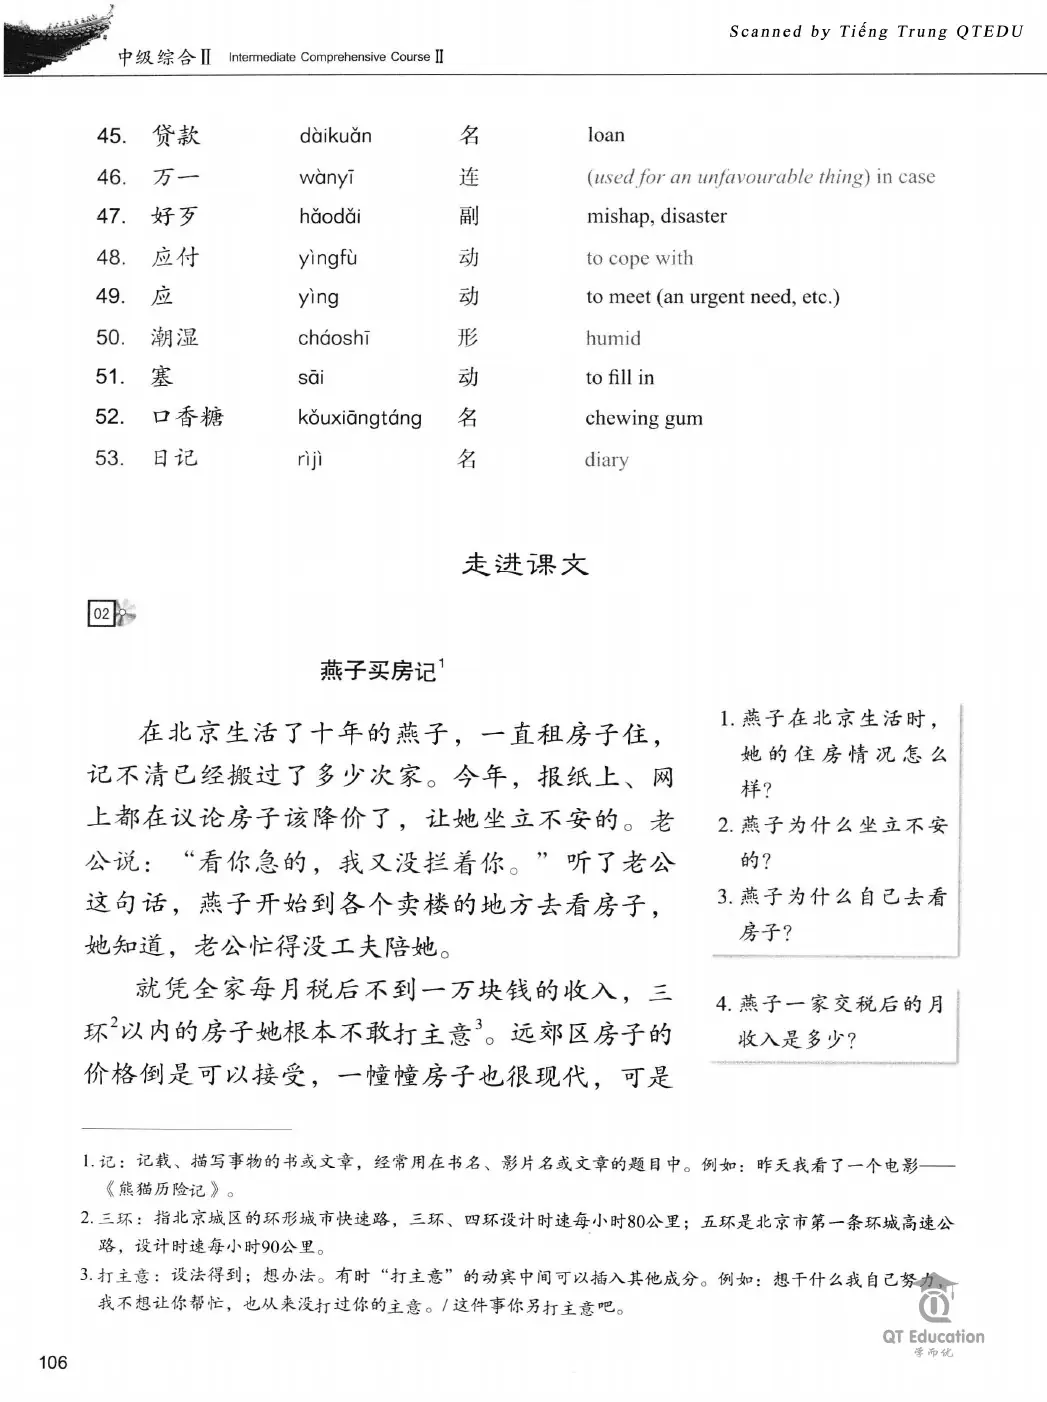 Scanned by Tiếng Trung QTEDU
中级综合Ⅱ Intermediate Comprehensive Course Ⅱ
45. 贷款 dàikuǎn 名 loan
46. 万一 wànyī 连 (used for an unfavourable thing) in case
47. 好歹 hǎodǎi 副 mishap, disaster
48. 应付 yìngfù 动 to cope with
49. 应 yìng 动 to meet (an urgent need, etc.)
50. 潮湿 cháoshī 形 humid
51. 塞 sāi 动 to fill in
52. 口香糖 kǒuxiāngtáng 名 chewing gum
53. 日记 rìjì 名 diary
走进课文
02
燕子买房记1
在北京生活了十年的燕子，一直租房子住，
记不清已经搬过了多少次家。今年，报纸上、网
上都在议论房子该降价了，让她坐立不安的。老
公说：“看你急的，我又没拦着你。”听了老公
这句话，燕子开始到各个卖楼的地方去看房子，
她知道，老公忙得没工夫陪她。
就凭全家每月税后不到一万块钱的收入，三
环2以内的房子她根本不敢打主意3。远郊区房子的
价格倒是可以接受，一幢幢房子也很现代，可是
1. 燕子在北京生活时，
她的住房情况怎么
样？
2. 燕子为什么坐立不安
的？
3. 燕子为什么自己去看
房子？
4. 燕子一家交税后的月
收入是多少？
1. 记：记载、描写事物的书或文章，经常用在书名、影片名或文章的题目中。例如：昨天我看了一个电影——
《熊猫历险记》。
2. 三环：指北京城区的环形城市快速路，三环、四环设计时速每小时80公里；五环是北京市第一条环城高速公
路，设计时速每小时90公里。
3. 打主意：设法得到；想办法。有时“打主意”的动宾中间可以插入其他成分。例如：想干什么我自己努力，
我不想让你帮忙，也从来没打过你的主意。/ 这件事你另打主意吧。
QT Education
学而优
106